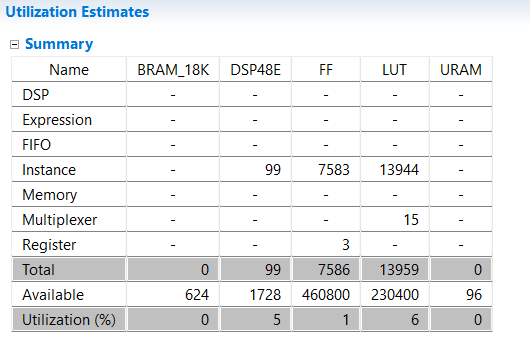 Utilization Estimates
Summary
Name BRAM_18K DSP48E FF LUT URAM
DSP - - - - -
Expression - - - - -
FIFO - - - - -
Instance - 99 7583 13944 -
Memory - - - - -
Multiplexer - - - 15 -
Register - - 3 - -
Total 0 99 7586 13959 0
Available 624 1728 460800 230400 96
Utilization (%) 0 5 1 6 0